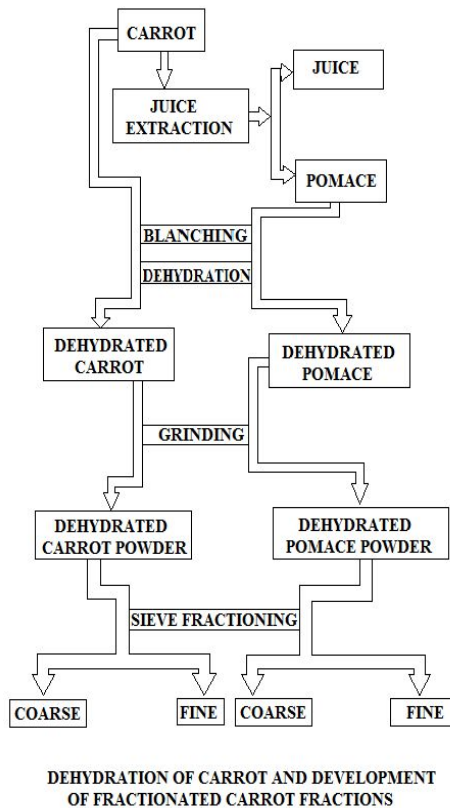 CARROT
JUICE
JUICE
EXTRACTION
POMACE
BLANCHING
DEHYDRATION
DEHYDRATED
CARROT
DEHYDRATED
POMACE
GRINDING
DEHYDRATED
CARROT POWDER
DEHYDRATED
POMACE POWDER
SIEVE FRACTIONING
COARSE
FINE
COARSE
FINE
DEHYDRATION OF CARROT AND DEVELOPMENT
OF FRACTIONATED CARROT FRACTIONS